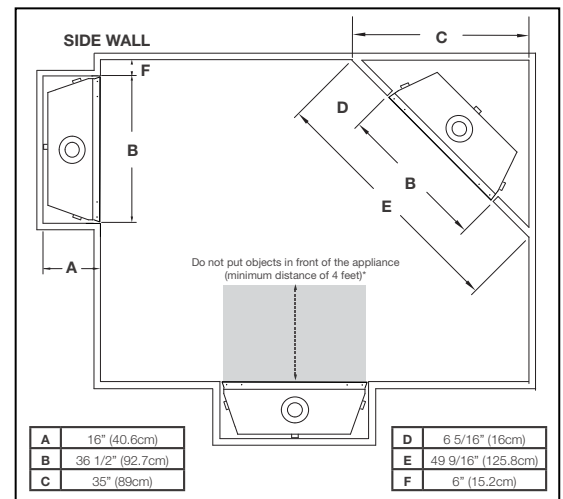 SIDE WALL
C
F
D
B
B
E
A
Do not put objects in front of the appliance
(minimum distance of 4 feet)*
A 16” (40.6cm)
B 36 1/2” (92.7cm)
C 35” (89cm)
D 6 5/16” (16cm)
E 49 9/16” (125.8cm)
F 6” (15.2cm)